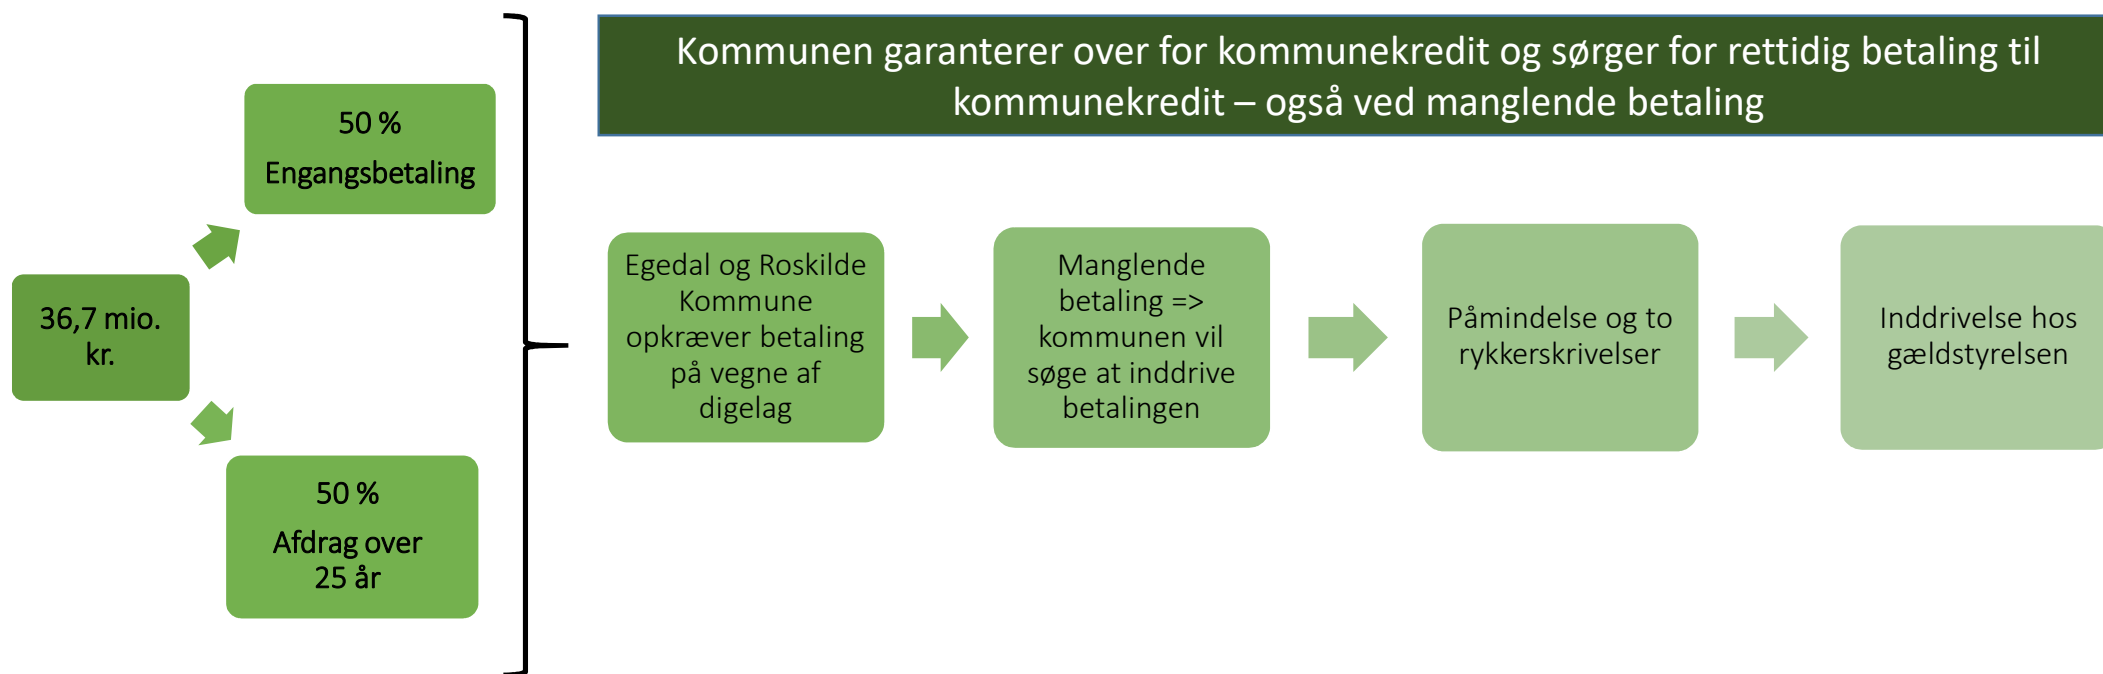 Kommunen garanterer over for kommunekredit og sørger for rettidig betaling til
kommunekredit – også ved manglende betaling
36,7 mio.
kr.
50 %
Engangsbetaling
50 %
Afdrag over
25 år
Egedal og Roskilde
Kommune
opkræver betaling
på vegne af
digelag
Manglende
betaling =>
kommunen vil
søge at inddrive
betalingen
Påmindelse og to
rykkerskrivelser
Inddrivelse hos
gældstyrelsen